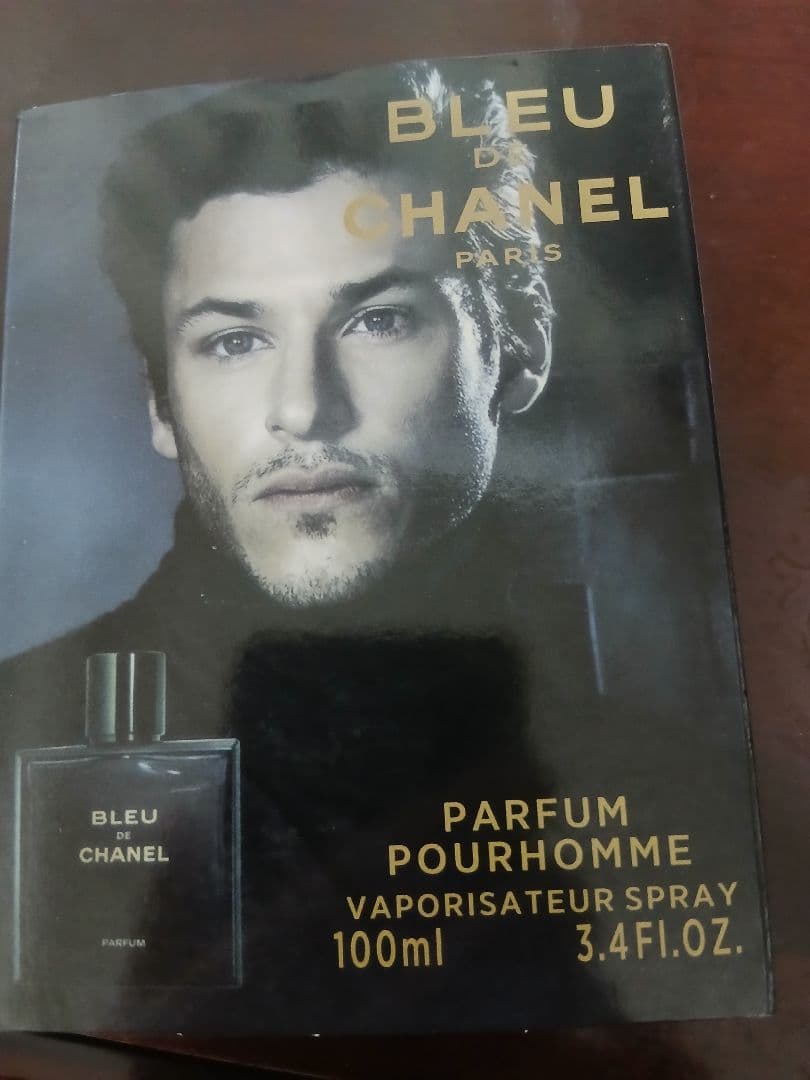 BLEU
DE
CHANEL
PARIS
BLEU
DE
CHANEL
PARFUM
PARFUM
POURHOMME
VAPORISATEUR SPRAY
100ml 3.4Fl.OZ.